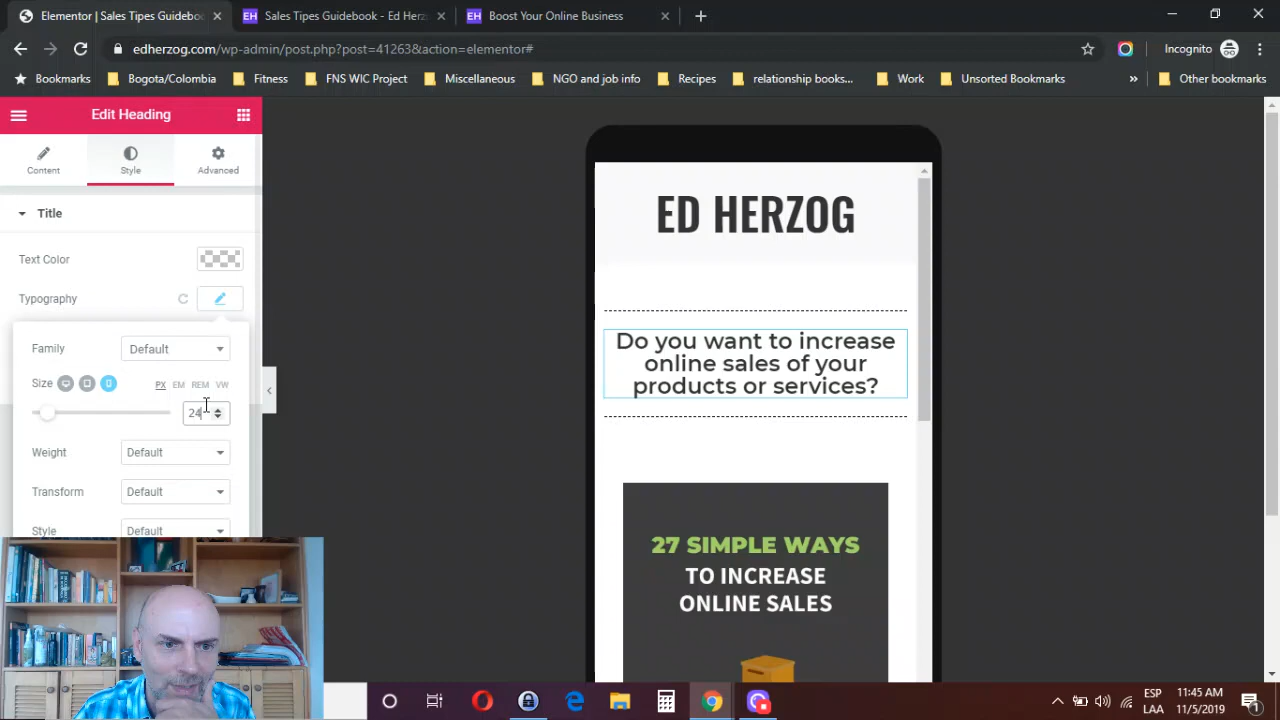 Elementor | Sales Tipes Guideboo
Sales Tipes Guidebook - Ed Herz
Boost Your Online Business
edherzog.com/wp-admin/post.php?post=41263&action=elementor#
Incognito
Bookmarks
Bogota/Colombia
Fitness
FNS WIC Project
Miscellaneous
NGO and job info
Recipes
relationship books...
Work
Unsorted Bookmarks
»
Other bookmarks
Edit Heading
Content
Style
Advanced
Title
Text Color
Typography
Family
Default
Size
PX EM REM VW
24
Weight
Default
Transform
Default
Style
Default
ED HERZOG
Do you want to increase
online sales of your
products or services?
27 SIMPLE WAYS
TO INCREASE
ONLINE SALES
ESP
LAA
11:45 AM
11/5/2019